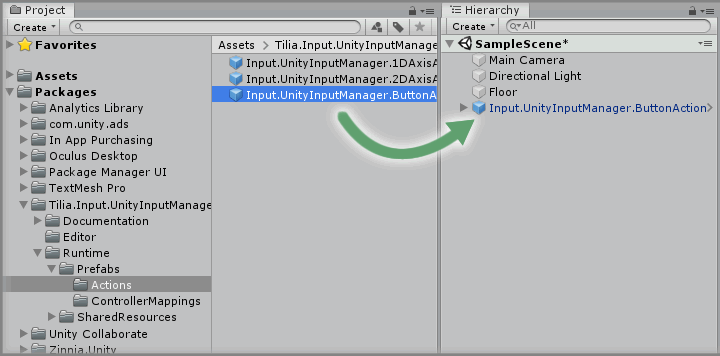 Project
Create
Favorites
Assets
Packages
Analytics Library
com.unity.ads
In App Purchasing
Oculus Desktop
Package Manager UI
TextMesh Pro
Tilia.Input.UnityInputManage
Documentation
Editor
Runtime
Prefabs
Actions
ControllerMappings
SharedResources
Unity Collaborate
Zinnia.Unity
Assets > Tilia.Input.UnityInputManage
Input.UnityInputManager.1DAxisA
Input.UnityInputManager.2DAxisA
Input.UnityInputManager.ButtonA
Hierarchy
Create
All
SampleScene*
Main Camera
Directional Light
Floor
Input.UnityInputManager.ButtonAction